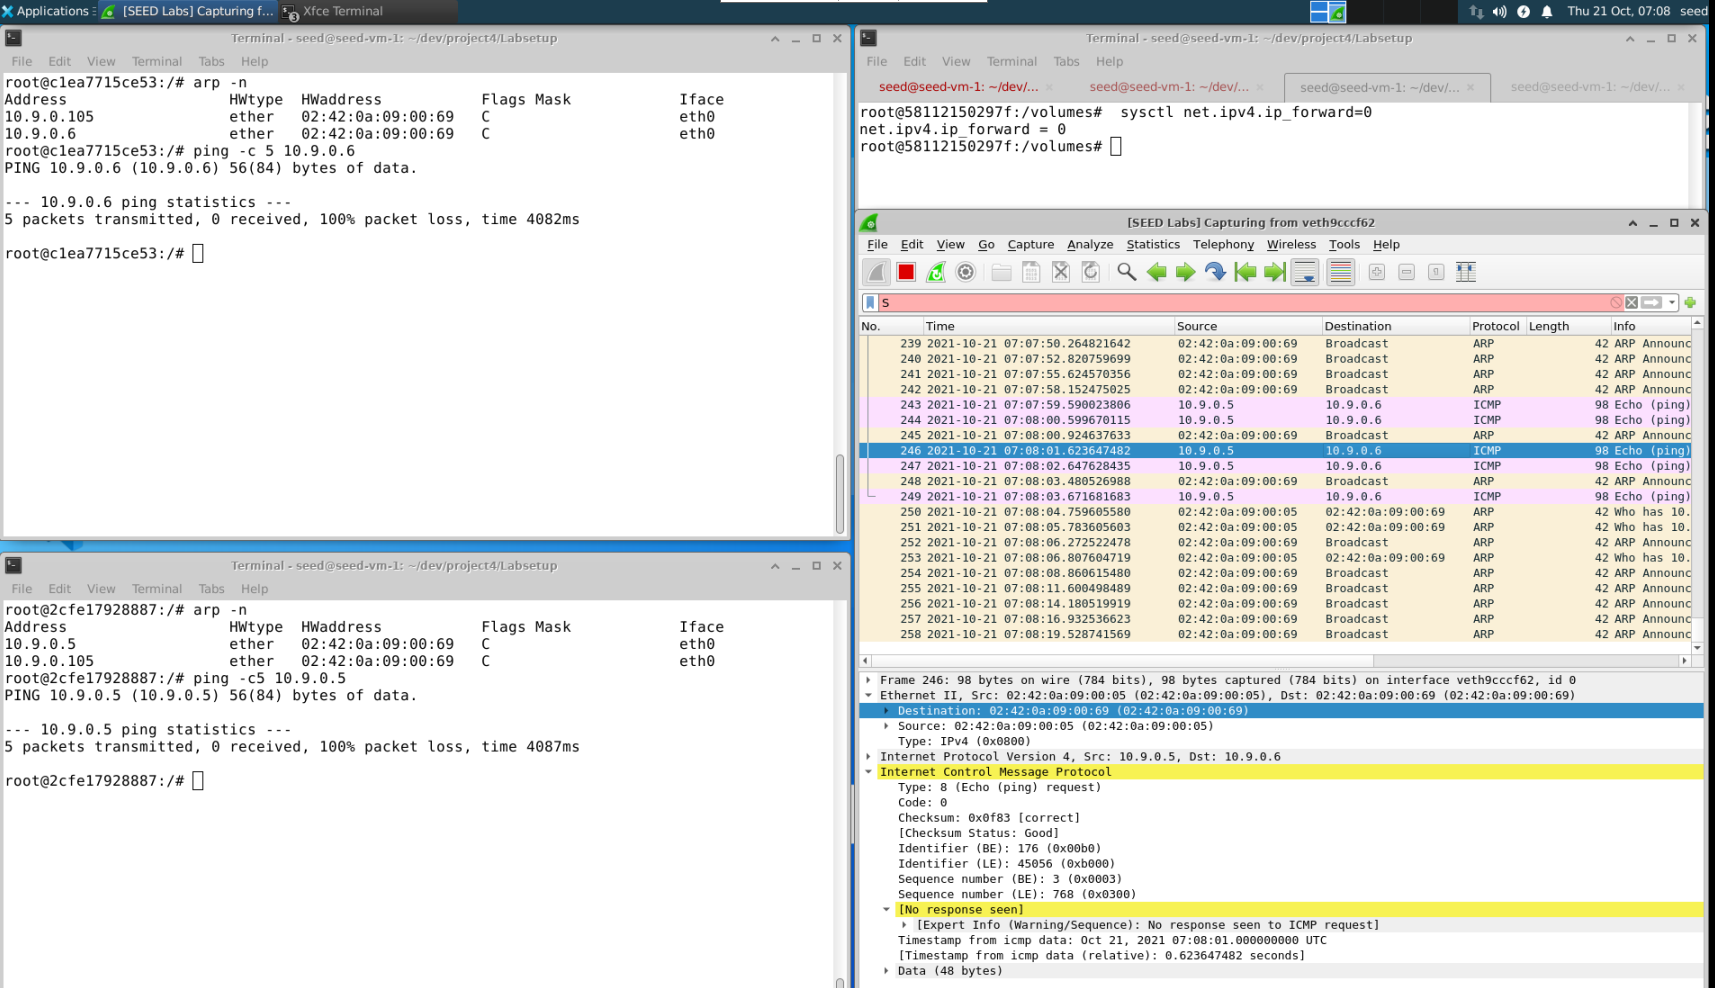 Applications
[SEED Labs] Capturing f...
Xfce Terminal
Thu 21 Oct, 07:08 seed
Terminal - seed@seed-vm-1: ~/dev/project4/Labsetup
File Edit View Terminal Tabs Help
root@c1ea7715ce53:/# arp -n
Address HWtype HWaddress Flags Mask Iface
10.9.0.105 ether 02:42:0a:09:00:69 C eth0
10.9.0.6 ether 02:42:0a:09:00:69 C eth0
root@c1ea7715ce53:/# ping -c 5 10.9.0.6
PING 10.9.0.6 (10.9.0.6) 56(84) bytes of data.
--- 10.9.0.6 ping statistics ---
5 packets transmitted, 0 received, 100% packet loss, time 4082ms
root@c1ea7715ce53:/#
Terminal - seed@seed-vm-1: ~/dev/project4/Labsetup
File Edit View Terminal Tabs Help
root@2cfe17928887:/# arp -n
Address HWtype HWaddress Flags Mask Iface
10.9.0.5 ether 02:42:0a:09:00:69 C eth0
10.9.0.105 ether 02:42:0a:09:00:69 C eth0
root@2cfe17928887:/# ping -c5 10.9.0.5
PING 10.9.0.5 (10.9.0.5) 56(84) bytes of data.
--- 10.9.0.5 ping statistics ---
5 packets transmitted, 0 received, 100% packet loss, time 4087ms
root@2cfe17928887:/#
Terminal - seed@seed-vm-1: ~/dev/project4/Labsetup
File Edit View Terminal Tabs Help
seed@seed-vm-1: ~/dev/... × seed@seed-vm-1: ~/dev/... × seed@seed-vm-1: ~/dev/... × seed@seed-vm-1: ~/dev/... ×
root@58112150297f:/volumes# sysctl net.ipv4.ip_forward=0
net.ipv4.ip_forward = 0
root@58112150297f:/volumes#
[SEED Labs] Capturing from veth9cccf62
File Edit View Go Capture Analyze Statistics Telephony Wireless Tools Help
S
No. Time Source Destination Protocol Length Info
239 2021-10-21 07:07:50.264821642 02:42:0a:09:00:69 Broadcast ARP 42 ARP Announc
240 2021-10-21 07:07:52.820759699 02:42:0a:09:00:69 Broadcast ARP 42 ARP Announc
241 2021-10-21 07:07:55.624570356 02:42:0a:09:00:69 Broadcast ARP 42 ARP Announc
242 2021-10-21 07:07:58.152475025 02:42:0a:09:00:69 Broadcast ARP 42 ARP Announc
243 2021-10-21 07:07:59.590023806 10.9.0.5 10.9.0.6 ICMP 98 Echo (ping)
244 2021-10-21 07:08:00.599670115 10.9.0.5 10.9.0.6 ICMP 98 Echo (ping)
245 2021-10-21 07:08:00.924637633 02:42:0a:09:00:69 Broadcast ARP 42 ARP Announc
246 2021-10-21 07:08:01.623647482 10.9.0.5 10.9.0.6 ICMP 98 Echo (ping)
247 2021-10-21 07:08:02.647628435 10.9.0.5 10.9.0.6 ICMP 98 Echo (ping)
248 2021-10-21 07:08:03.480526988 02:42:0a:09:00:69 Broadcast ARP 42 ARP Announc
249 2021-10-21 07:08:03.671681683 10.9.0.5 10.9.0.6 ICMP 98 Echo (ping)
250 2021-10-21 07:08:04.759605580 02:42:0a:09:00:05 02:42:0a:09:00:69 ARP 42 Who has 10.
251 2021-10-21 07:08:05.783605603 02:42:0a:09:00:05 02:42:0a:09:00:69 ARP 42 Who has 10.
252 2021-10-21 07:08:06.272522478 02:42:0a:09:00:69 Broadcast ARP 42 ARP Announc
253 2021-10-21 07:08:06.807604719 02:42:0a:09:00:05 02:42:0a:09:00:69 ARP 42 Who has 10.
254 2021-10-21 07:08:08.860615480 02:42:0a:09:00:69 Broadcast ARP 42 ARP Announc
255 2021-10-21 07:08:11.600498489 02:42:0a:09:00:69 Broadcast ARP 42 ARP Announc
256 2021-10-21 07:08:14.180519919 02:42:0a:09:00:69 Broadcast ARP 42 ARP Announc
257 2021-10-21 07:08:16.932536623 02:42:0a:09:00:69 Broadcast ARP 42 ARP Announc
258 2021-10-21 07:08:19.528741569 02:42:0a:09:00:69 Broadcast ARP 42 ARP Announc
Frame 246: 98 bytes on wire (784 bits), 98 bytes captured (784 bits) on interface veth9cccf62, id 0
Ethernet II, Src: 02:42:0a:09:00:05 (02:42:0a:09:00:05), Dst: 02:42:0a:09:00:69 (02:42:0a:09:00:69)
Destination: 02:42:0a:09:00:69 (02:42:0a:09:00:69)
Source: 02:42:0a:09:00:05 (02:42:0a:09:00:05)
Type: IPv4 (0x0800)
Internet Protocol Version 4, Src: 10.9.0.5, Dst: 10.9.0.6
Internet Control Message Protocol
Type: 8 (Echo (ping) request)
Code: 0
Checksum: 0x0f83 [correct]
[Checksum Status: Good]
Identifier (BE): 176 (0x00b0)
Identifier (LE): 45056 (0xb000)
Sequence number (BE): 3 (0x0003)
Sequence number (LE): 768 (0x0300)
[No response seen]
[Expert Info (Warning/Sequence): No response seen to ICMP request]
Timestamp from icmp data: Oct 21, 2021 07:08:01.000000000 UTC
[Timestamp from icmp data (relative): 0.623647482 seconds]
Data (48 bytes)